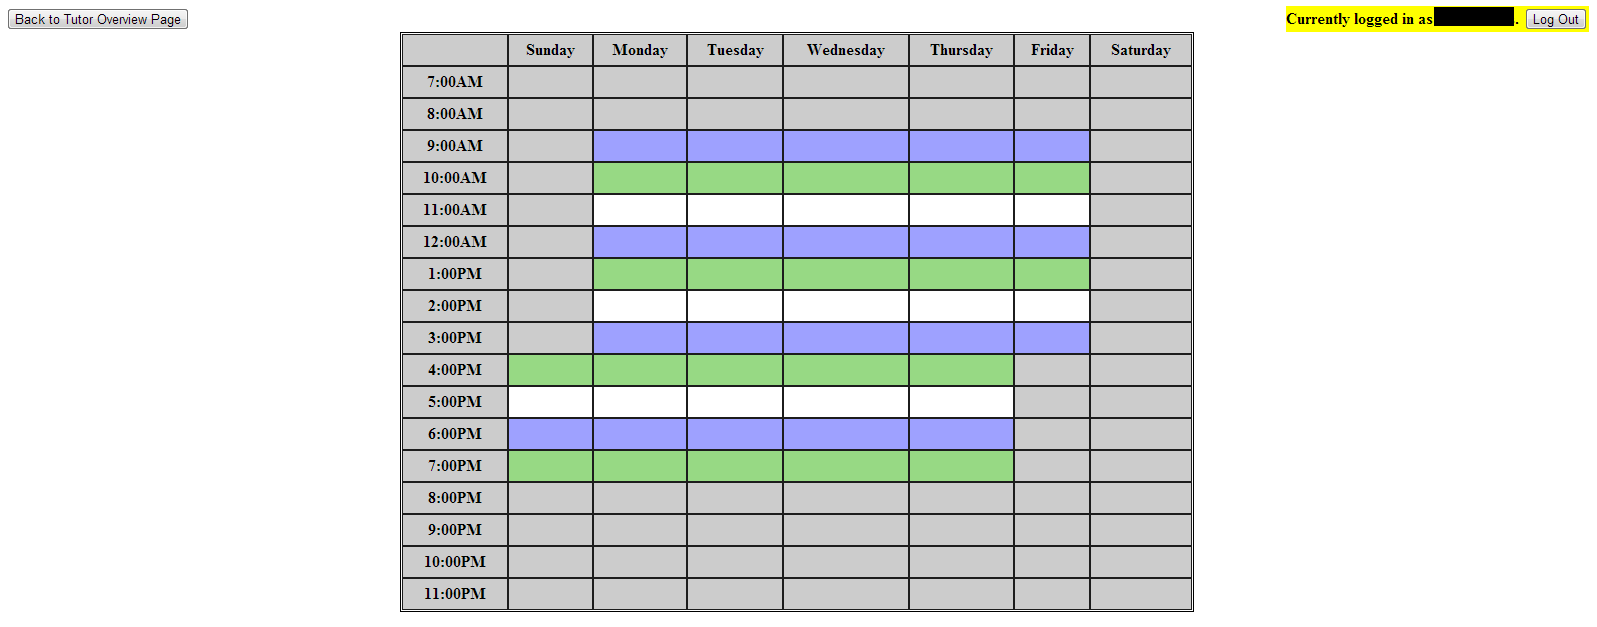 Back to Tutor Overview Page
Currently logged in as . Log Out
Sunday Monday Tuesday Wednesday Thursday Friday Saturday
7:00AM
8:00AM
9:00AM
10:00AM
11:00AM
12:00AM
1:00PM
2:00PM
3:00PM
4:00PM
5:00PM
6:00PM
7:00PM
8:00PM
9:00PM
10:00PM
11:00PM